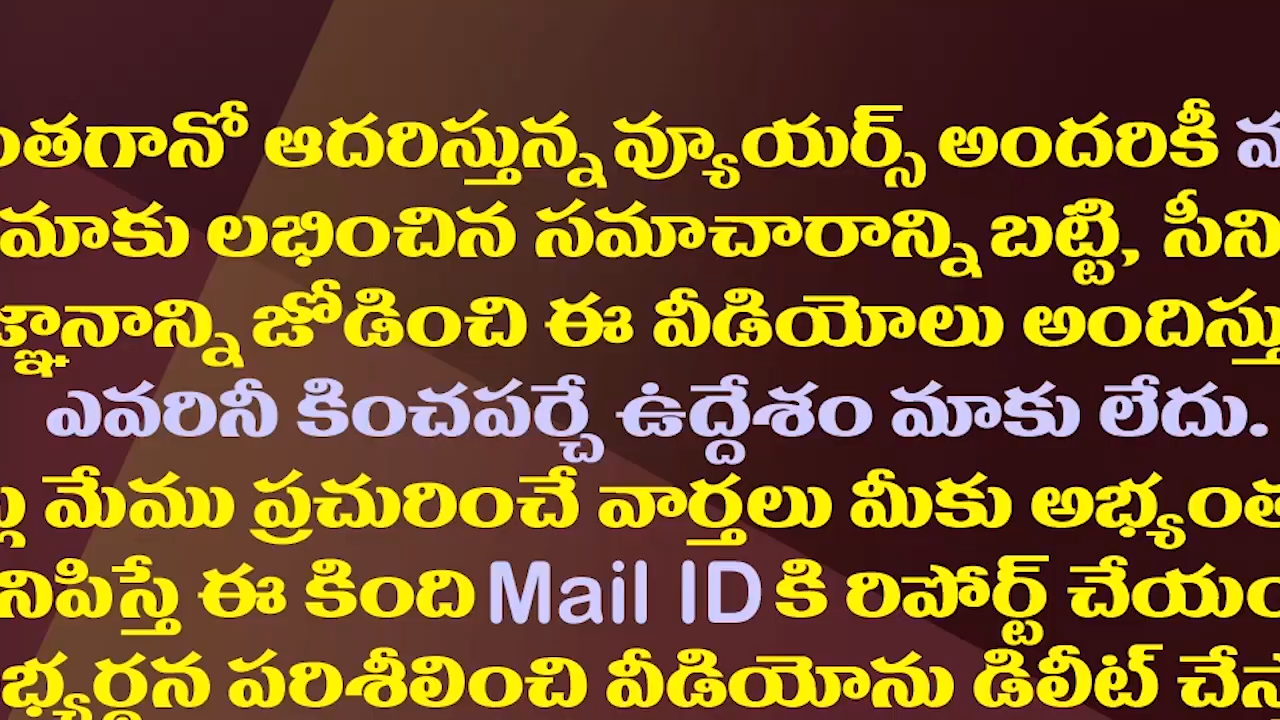 ంతగానో ఆదరిస్తున్న వ్యూయర్స్ అందరికీ
మాకు లభించిన సమాచారాన్ని బట్టి, సీని
జ్ఞానాన్ని జోడించి ఈ వీడియోలు అందిస్తు
ఎవరినీ కించపర్చే ఉద్దేశం మాకు లేదు.
మేము ప్రచురించే వార్తలు మీకు అభ్యంత
నిపిస్తే ఈ కింది Mail ID కి రిపోర్ట్ చేయం
భ్యర్థన పరిశీలించి వీడియోను డిలీట్ చేస